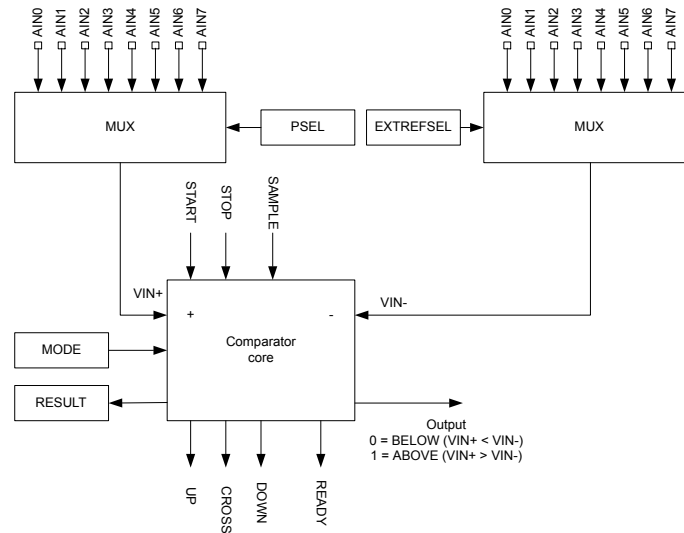 AIN0 AIN1 AIN2 AIN3 AIN4 AIN5 AIN6 AIN7
AIN0 AIN1 AIN2 AIN3 AIN4 AIN5 AIN6 AIN7
MUX
PSEL
EXTREFSEL
MUX
START
STOP
SAMPLE
VIN+
VIN-
+
-
Comparator
core
MODE
RESULT
Output
0 = BELOW (VIN+ < VIN-)
1 = ABOVE (VIN+ > VIN-)
UP
CROSS
DOWN
READY